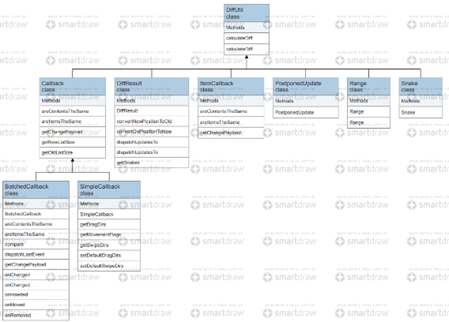 DiffUtil
class
Methods
calculateDiff
calculateDiff
Callback
class
Methods
areContentsTheSame
areItemsTheSame
getChangePayload
getNewListSize
getOldListSize
DiffResult
class
Methods
DiffResult
convertNewPositionToOld
convertOldPositionToNew
dispatchUpdatesTo
dispatchUpdatesTo
getSnakes
ItemCallback
class
Methods
areContentsTheSame
areItemsTheSame
getChangePayload
PostponedUpdate
class
Methods
PostponedUpdate
Range
class
Methods
Range
Range
Snake
class
Methods
Snake
BatchedCallback
class
Methods
BatchedCallback
areContentsTheSame
areItemsTheSame
compare
dispatchLastEvent
getChangePayload
onChanged
onChanged
onInserted
onMoved
onRemoved
SimpleCallback
class
Methods
SimpleCallback
getDragDirs
getMovementFlags
getSwipeDirs
setDefaultDragDirs
setDefaultSwipeDirs
smartdraw